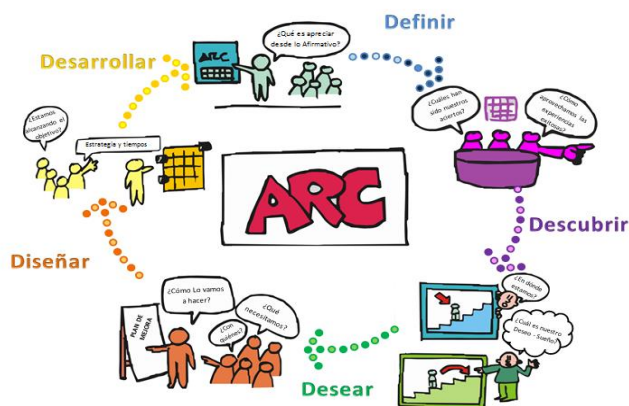 Definir
¿Qué es apreciar
desde lo Afirmativo?
ARC
Desarrollar
¿Cuáles han
sido nuestros
aciertos?
¿Cómo
aprovechamos las
experiencias
exitosas?
¿Estamos
alcanzando el
objetivo?
Estrategia y tiempos
ARC
Descubrir
Diseñar
¿En dónde
estamos?
¿Cuál es nuestro
Deseo - Sueño?
¿Cómo Lo vamos
a hacer?
¿Qué
necesitamos?
¿Con
quiénes?
PLAN DE
MEJORA
Desear